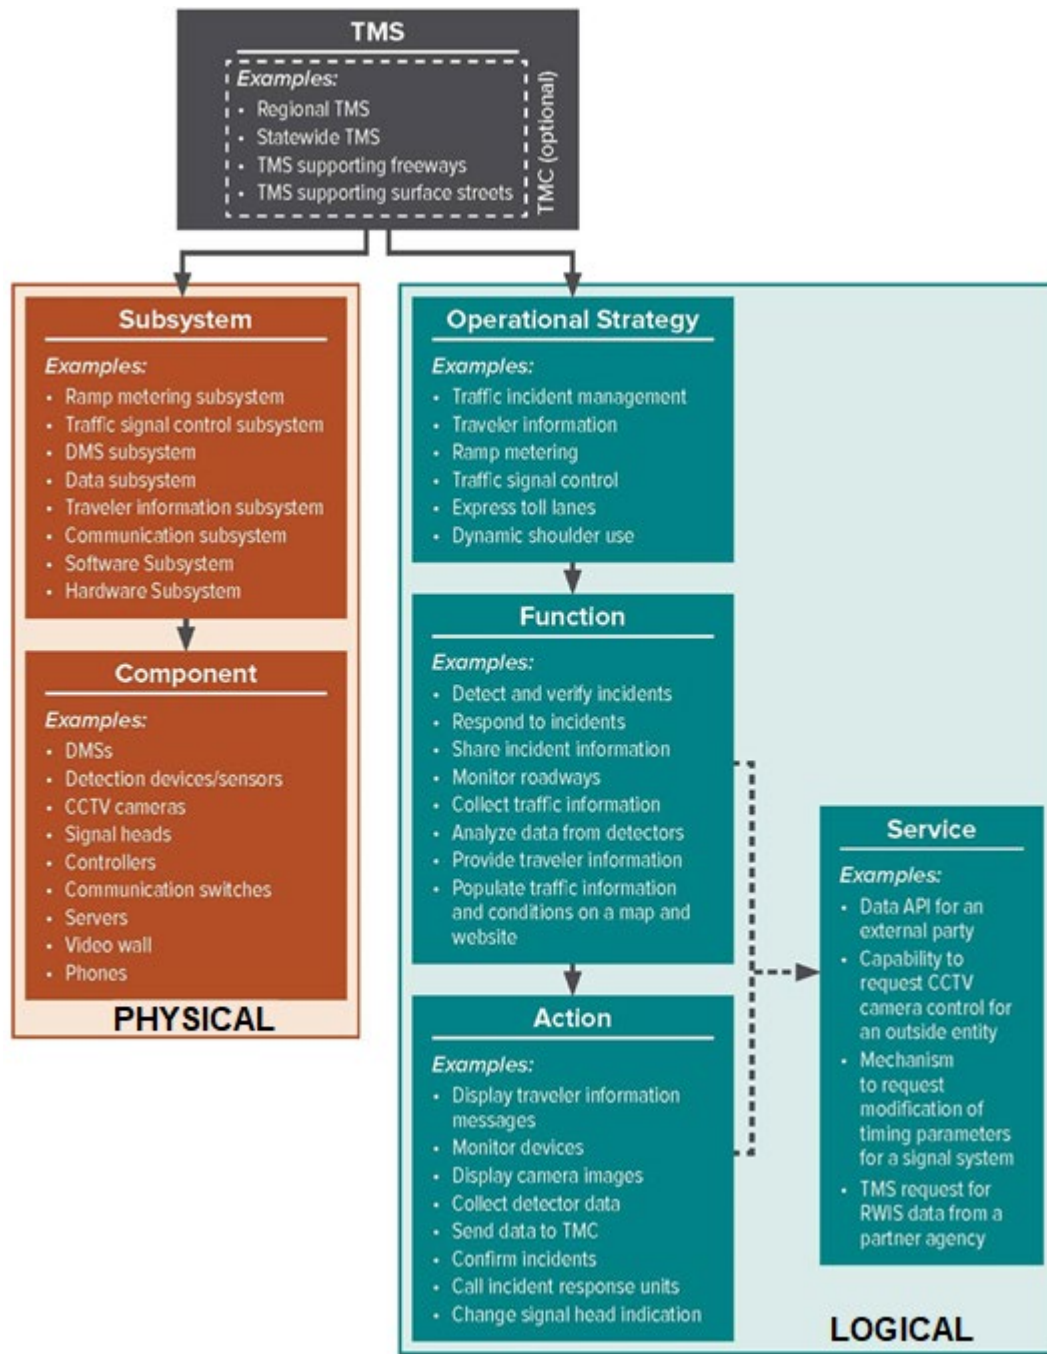 TMS
Examples:
• Regional TMS
• Statewide TMS
• TMS supporting freeways
• TMS supporting surface streets
TMC (optional)
Subsystem
Examples:
• Ramp metering subsystem
• Traffic signal control subsystem
• DMS subsystem
• Data subsystem
• Traveler information subsystem
• Communication subsystem
• Software Subsystem
• Hardware Subsystem
Component
Examples:
• DMSs
• Detection devices/sensors
• CCTV cameras
• Signal heads
• Controllers
• Communication switches
• Servers
• Video wall
• Phones
PHYSICAL
Operational Strategy
Examples:
• Traffic incident management
• Traveler information
• Ramp metering
• Traffic signal control
• Express toll lanes
• Dynamic shoulder use
Function
Examples:
• Detect and verify incidents
• Respond to incidents
• Share incident information
• Monitor roadways
• Collect traffic information
• Analyze data from detectors
• Provide traveler information
• Populate traffic information
and conditions on a map and
website
Action
Examples:
• Display traveler information
messages
• Monitor devices
• Display camera images
• Collect detector data
• Send data to TMC
• Confirm incidents
• Call incident response units
• Change signal head indication
Service
Examples:
• Data API for an
external party
• Capability to
request CCTV
camera control for
an outside entity
• Mechanism
to request
modification of
timing parameters
for a signal system
• TMS request for
RWIS data from a
partner agency
LOGICAL